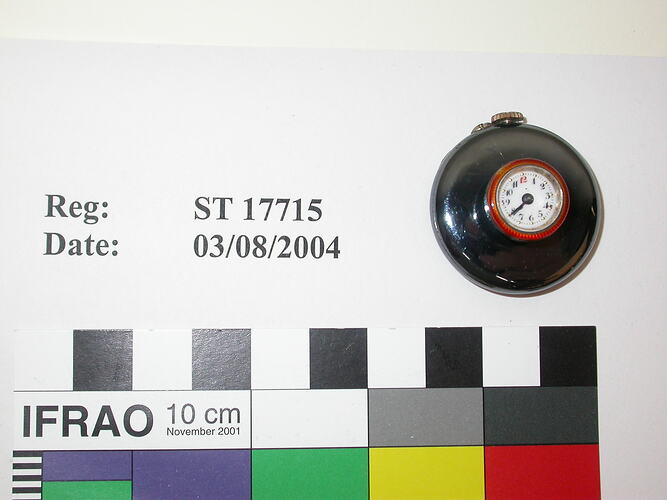 Reg: ST 17715
Date: 03/08/2004
IFRAO 10 cm
November 2001